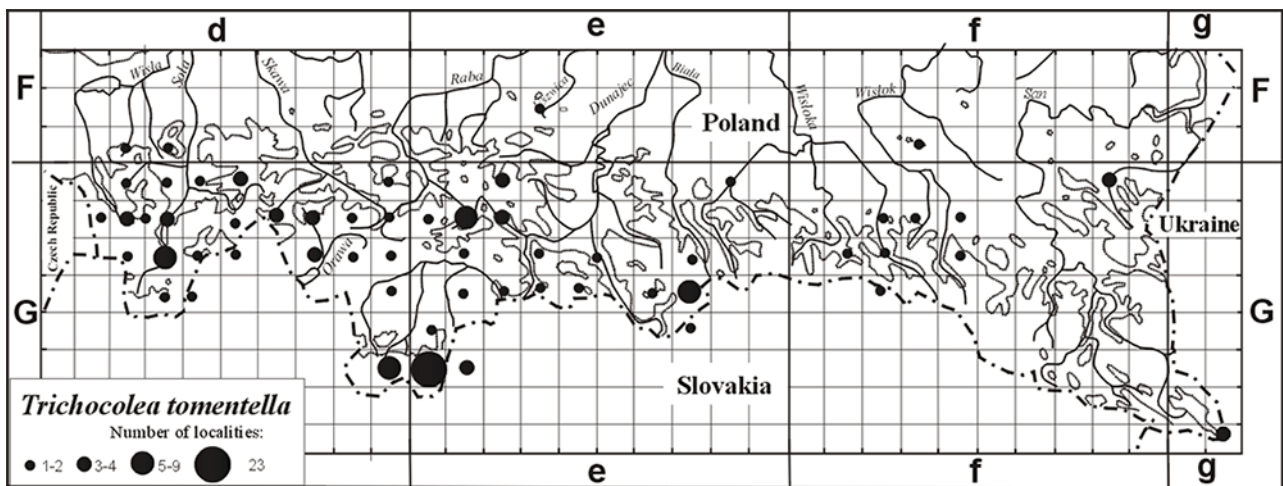 d e f g
F F
Wisła Soła Skawa Raba Uszwica Dunajec Biała Wisłoka Wisłok San
Poland
Czech Republic
Ukraine
Orawa
G G
Slovakia
Trichocolea tomentella
Number of localities:
1-2 3-4 5-9 23
e f g